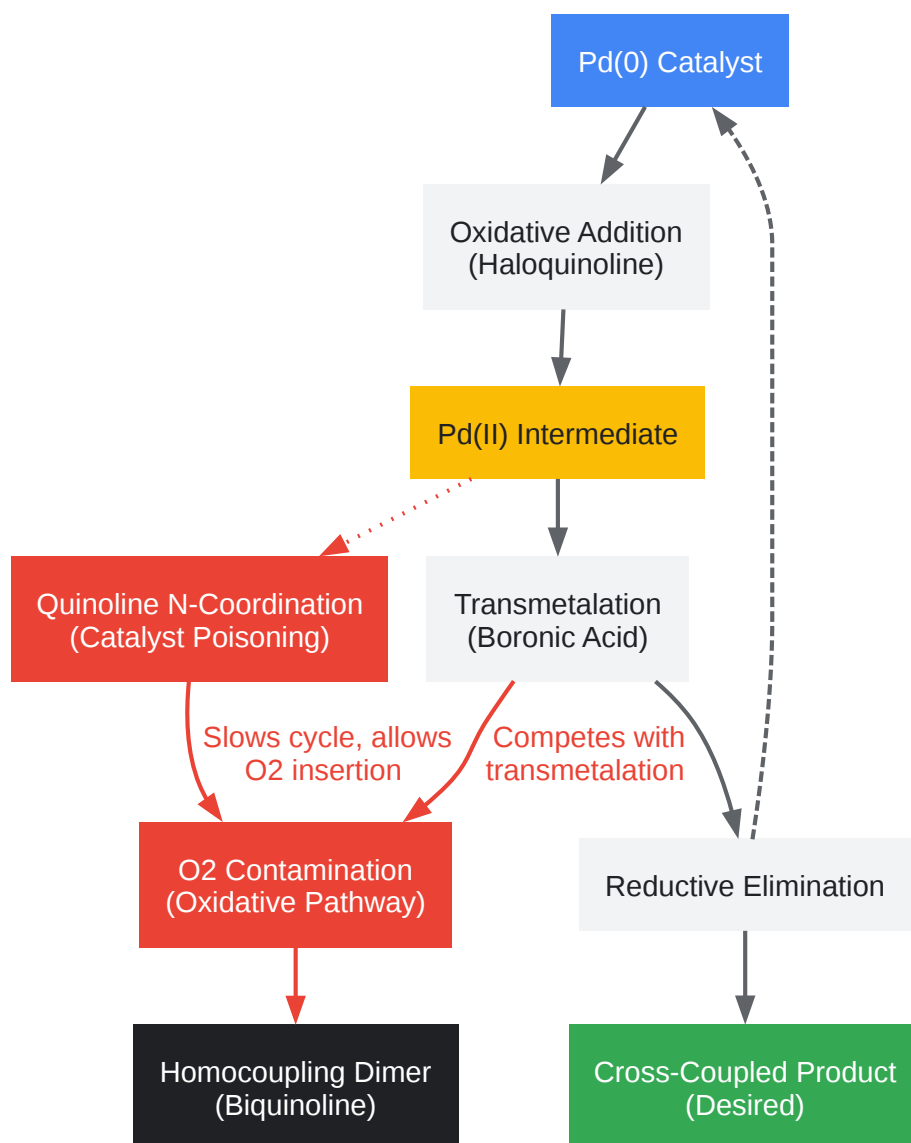 Pd(0) Catalyst
Oxidative Addition
(Haloquinoline)
Pd(II) Intermediate
Quinoline N-Coordination
(Catalyst Poisoning)
Transmetalation
(Boronic Acid)
Slows cycle, allows
O2 insertion
Competes with
transmetalation
O2 Contamination
(Oxidative Pathway)
Reductive Elimination
Homocoupling Dimer
(Biquinoline)
Cross-Coupled Product
(Desired)